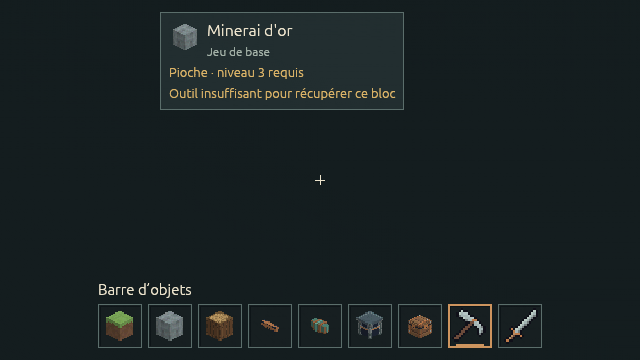 Minerai d'or
Jeu de base
Pioche · niveau 3 requis
Outil insuffisant pour récupérer ce bloc
Barre d’objets